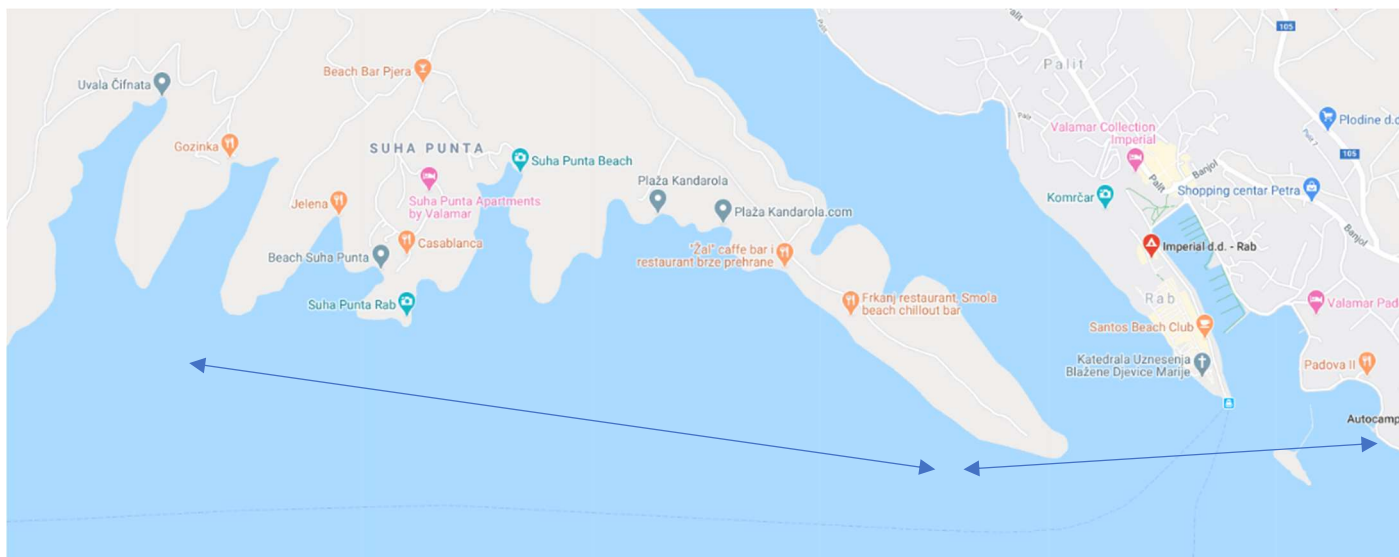 105
Palit
Uvala Čifnata
Beach Bar Pjera
Plodine d.o
Palit
Valamar Collection
Imperial
105
Gozinka
SUHA PUNTA
Suha Punta Beach
Palit
Banjol
Shopping centar Petra
Suha Punta Apartments
by Valamar
Plaža Kandarola
Komrčar
Jelena
Plaža Kandarola.com
Banjol
Casablanca
Beach Suha Punta
"Žal" caffe bar i
restaurant brze prehrane
Imperial d.d. - Rab
Suha Punta Rab
Frkanj restaurant, Smola
beach chillout bar
Rab
Valamar Pad
Santos Beach Club
Katedrala Uznesenja
Blažene Djevice Marije
Padova II
Autocamp